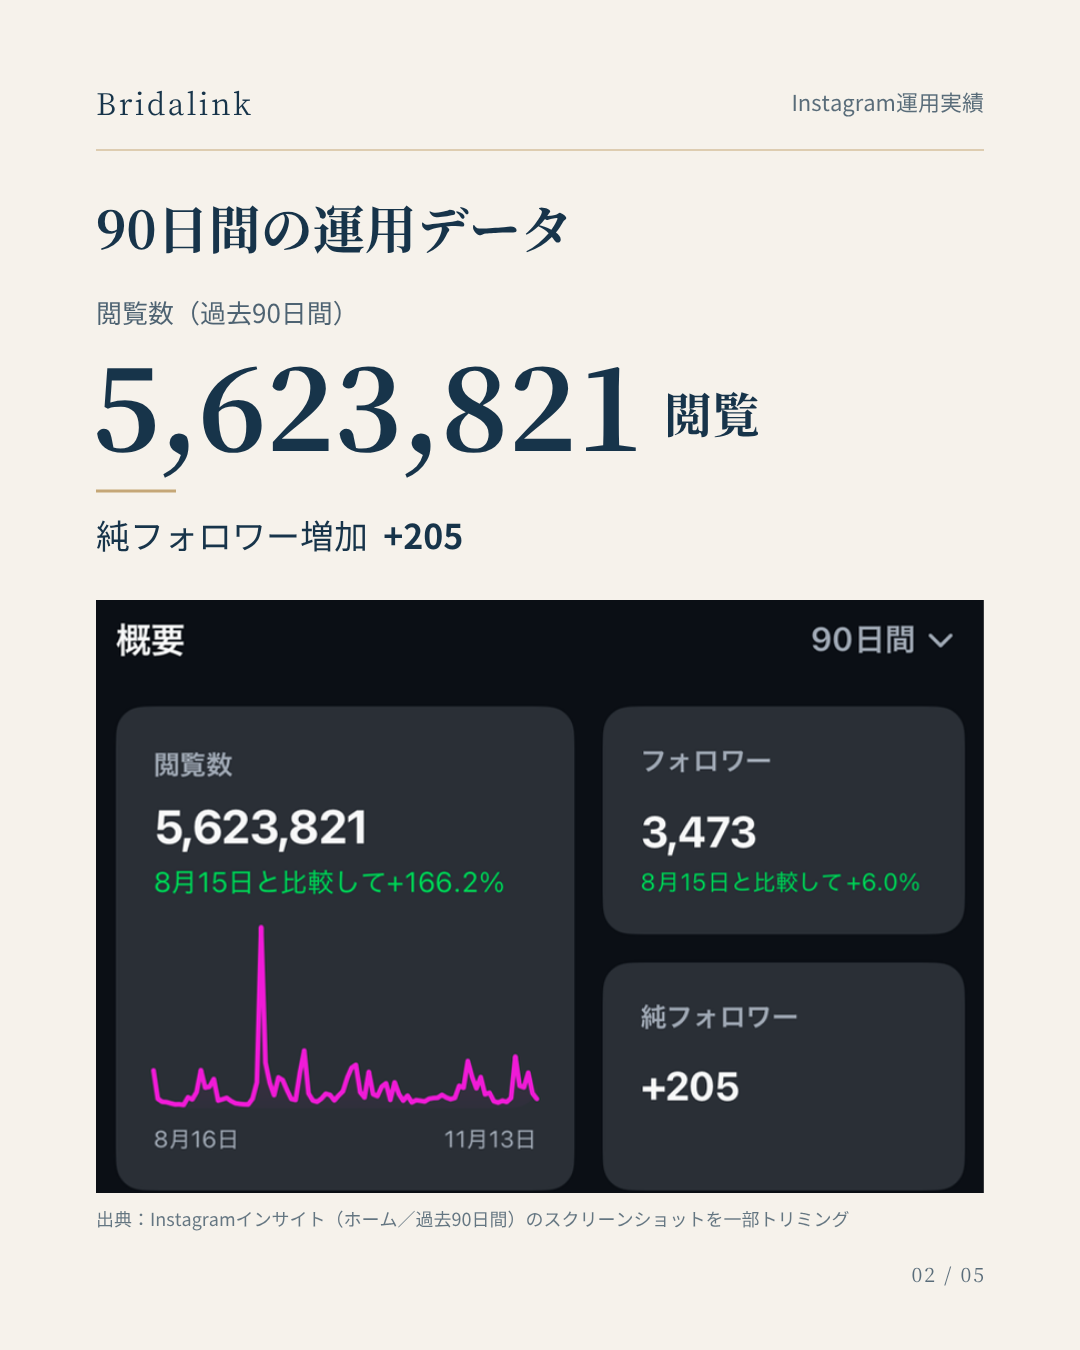 Bridalink
Instagram運用実績
90日間の運用データ
閲覧数（過去90日間）
5,623,821 閲覧
純フォロワー増加 +205
概要
90日間
閲覧数
5,623,821
8月15日と比較して+166.2%
8月16日
11月13日
フォロワー
3,473
8月15日と比較して+6.0%
純フォロワー
+205
出典：Instagramインサイト（ホーム／過去90日間）のスクリーンショットを一部トリミング
02 / 05